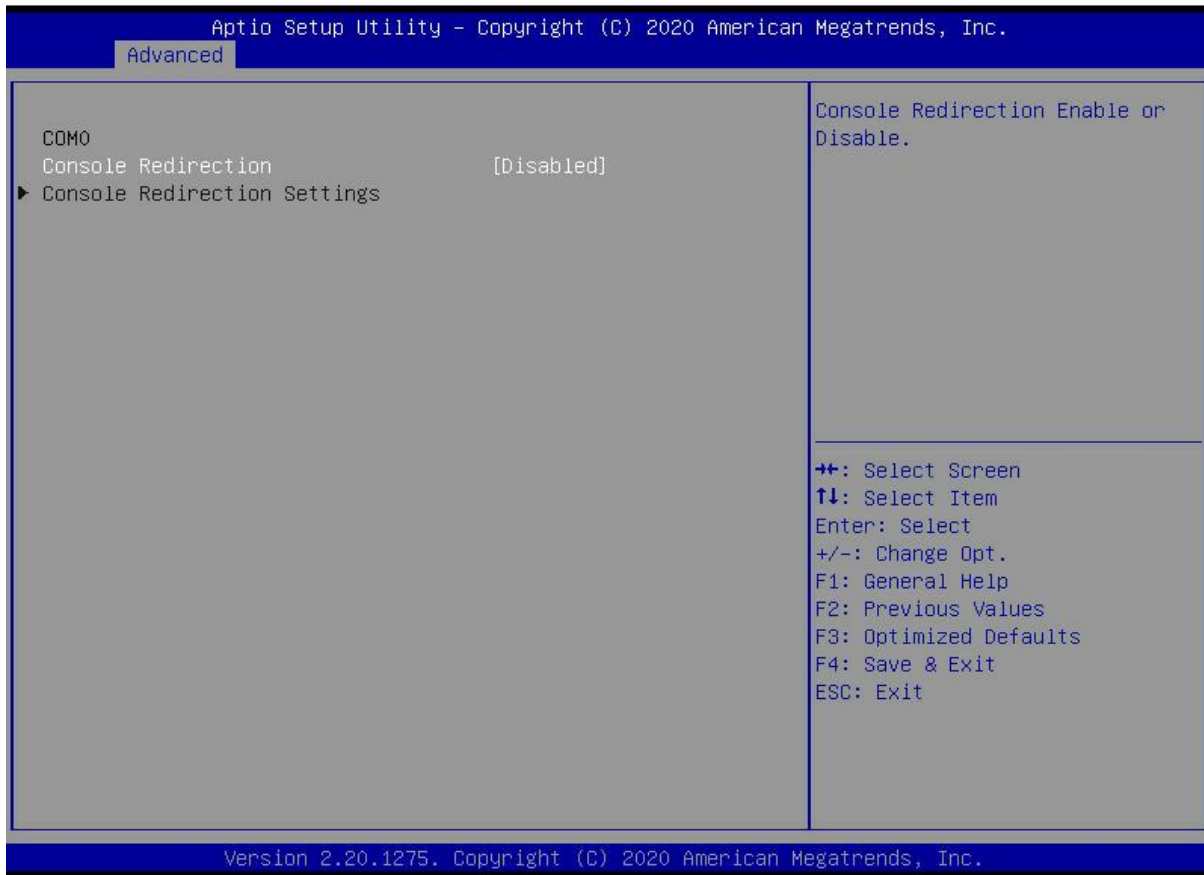 Aptio Setup Utility – Copyright (C) 2020 American Megatrends, Inc.
Advanced
COM0
Console Redirection [Disabled]
▶ Console Redirection Settings
Console Redirection Enable or
Disable.
→←: Select Screen
↑↓: Select Item
Enter: Select
+/-: Change Opt.
F1: General Help
F2: Previous Values
F3: Optimized Defaults
F4: Save & Exit
ESC: Exit
Version 2.20.1275. Copyright (C) 2020 American Megatrends, Inc.